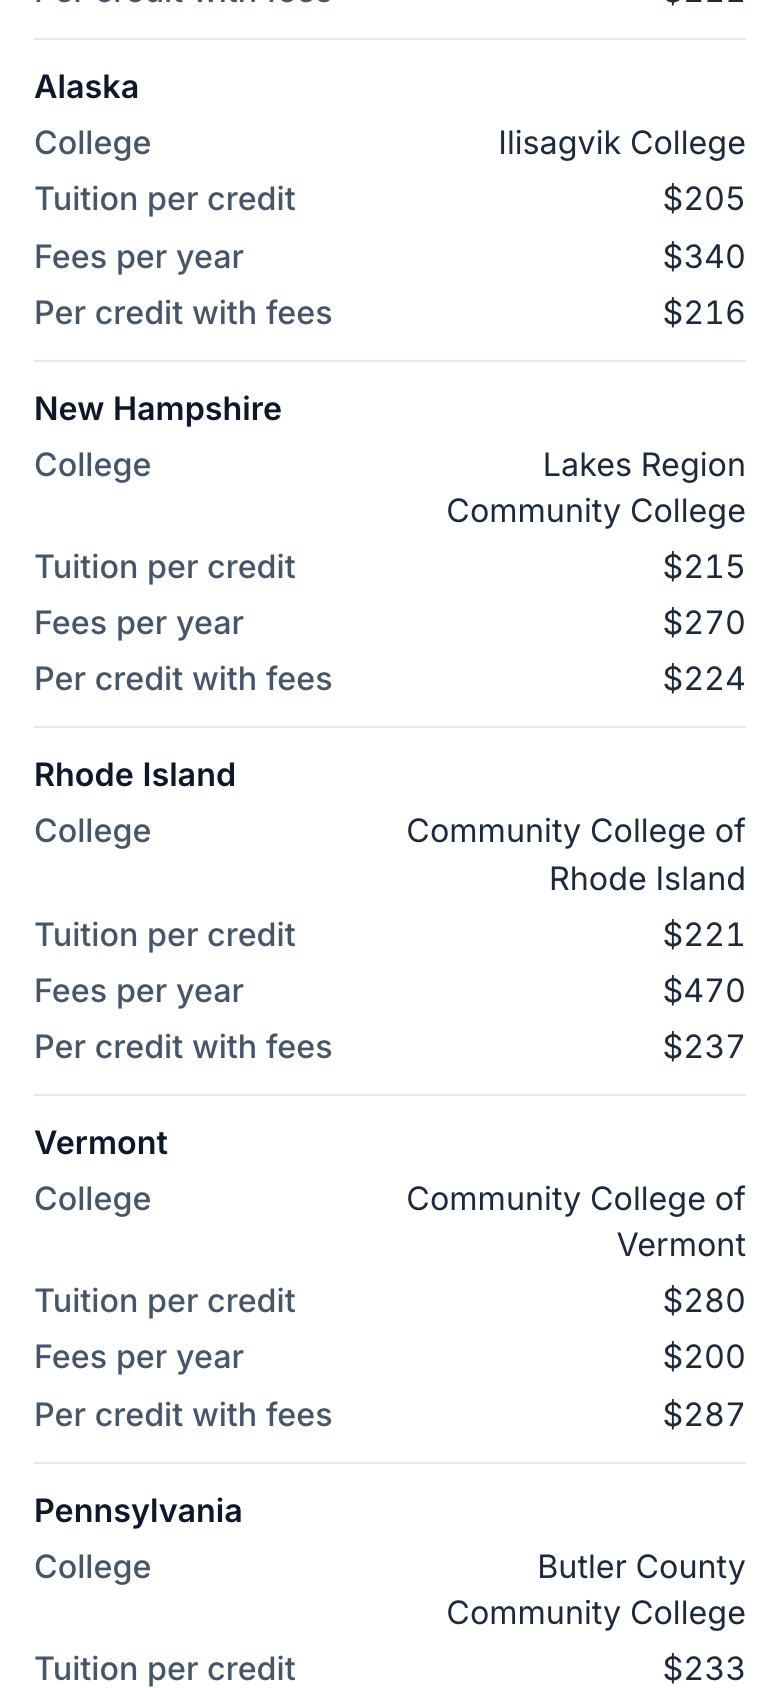 Alaska
College Ilisagvik College
Tuition per credit $205
Fees per year $340
Per credit with fees $216
New Hampshire
College Lakes Region
Community College
Tuition per credit $215
Fees per year $270
Per credit with fees $224
Rhode Island
College Community College of
Rhode Island
Tuition per credit $221
Fees per year $470
Per credit with fees $237
Vermont
College Community College of
Vermont
Tuition per credit $280
Fees per year $200
Per credit with fees $287
Pennsylvania
College Butler County
Community College
Tuition per credit $233